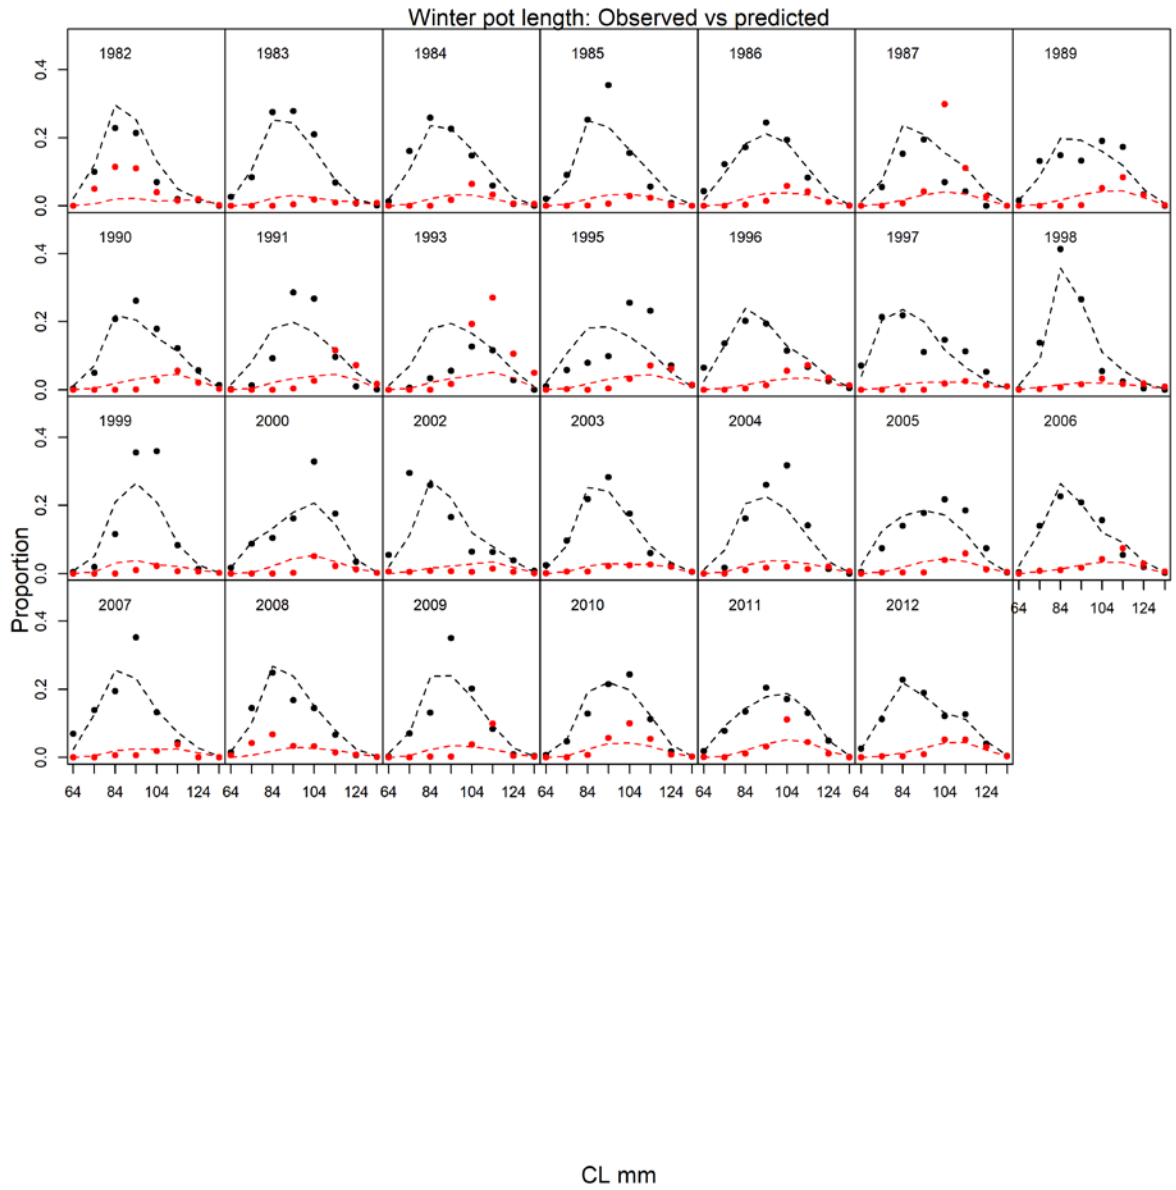 Winter pot length: Observed vs predicted
1982 1983 1984 1985 1986 1987 1989
0.4
0.2
0.0
1990 1991 1993 1995 1996 1997 1998
0.4
0.2
0.0
1999 2000 2002 2003 2004 2005 2006
0.4
0.2
0.0
64 84 104 124
Proportion
2007 2008 2009 2010 2011 2012
0.4
0.2
0.0
64 84 104 124 64 84 104 124 64 84 104 124 64 84 104 124 64 84 104 124 64 84 104 124
CL mm